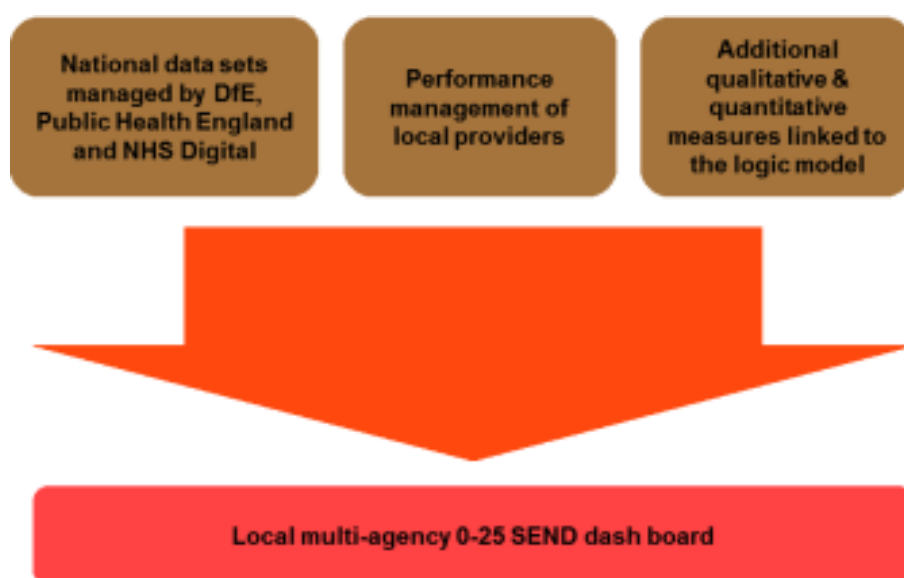 National data sets
managed by DfE,
Public Health England
and NHS Digital
Performance
management of
local providers
Additional
qualitative &
quantitative
measures linked to
the logic model
Local multi-agency 0-25 SEND dash board